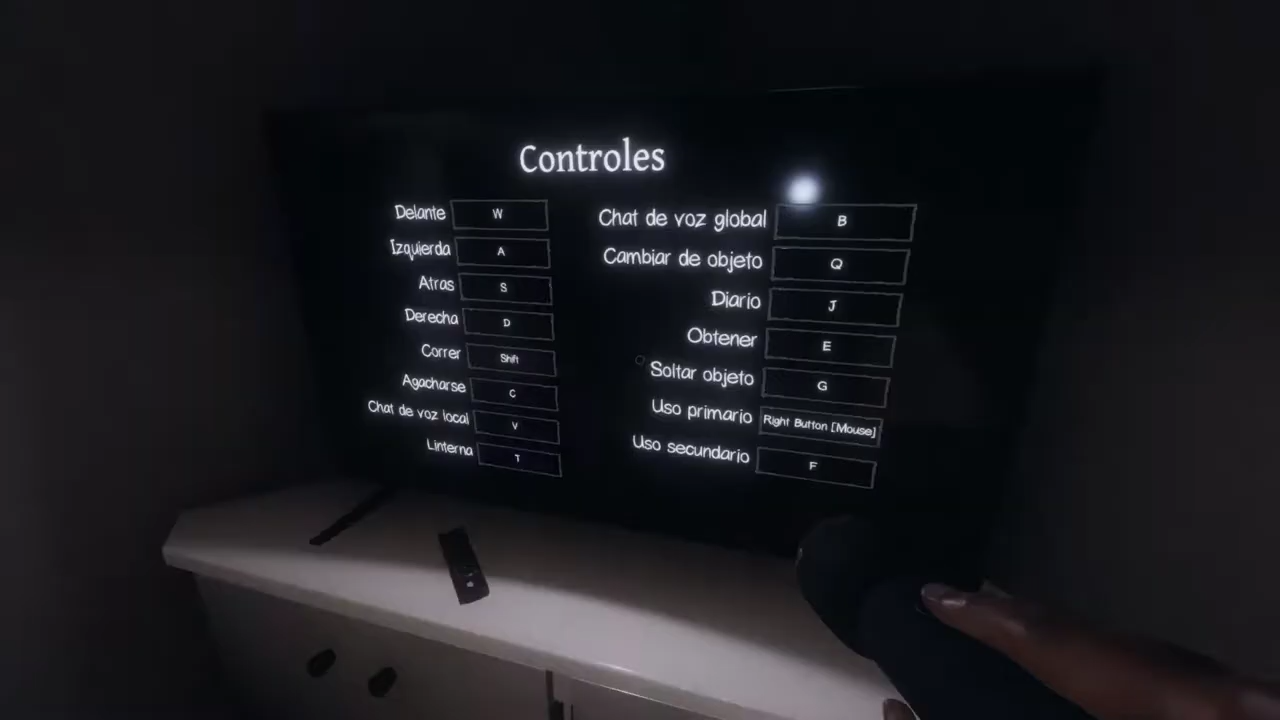 Controles
Delante W
Izquierda A
Atras S
Derecha D
Correr Shift
Agacharse C
Chat de voz local V
Linterna T
Chat de voz global B
Cambiar de objeto Q
Diario J
Obtener E
Soltar objeto G
Uso primario Right Button [Mouse]
Uso secundario F